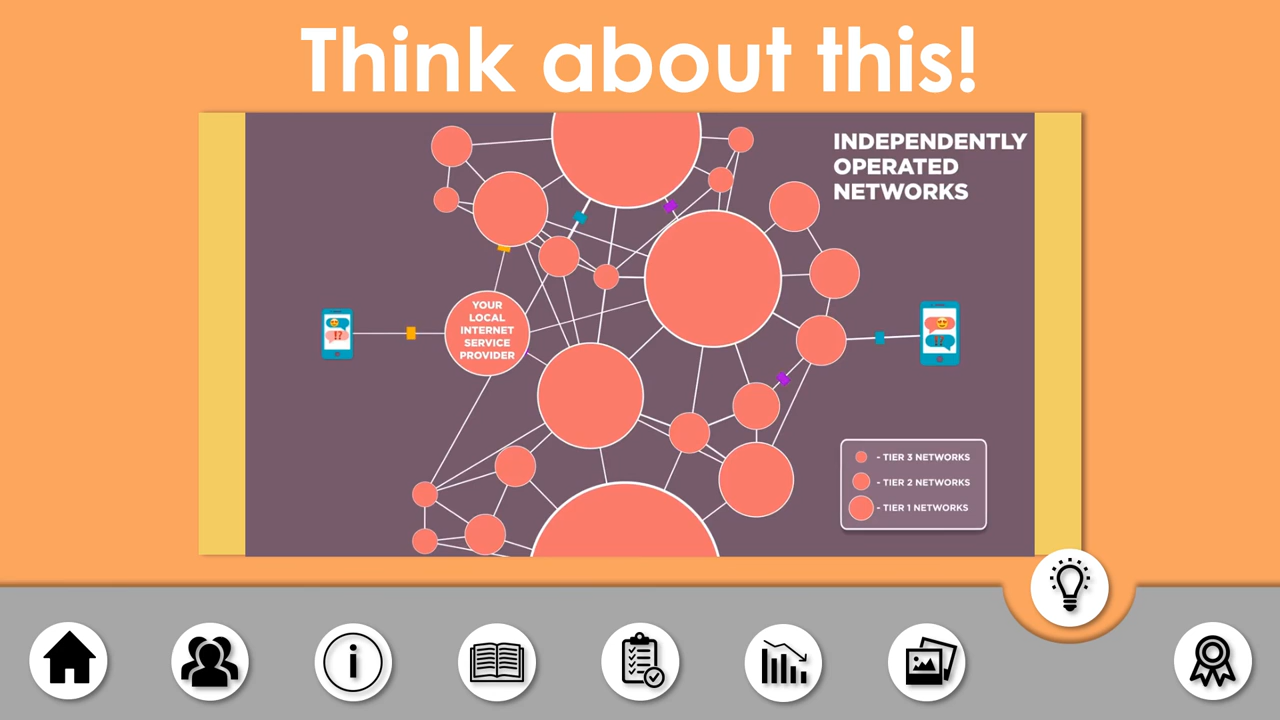 Think about this!
INDEPENDENTLY
OPERATED
NETWORKS
YOUR
LOCAL
INTERNET
SERVICE
PROVIDER
!?
!?
- TIER 3 NETWORKS
- TIER 2 NETWORKS
- TIER 1 NETWORKS